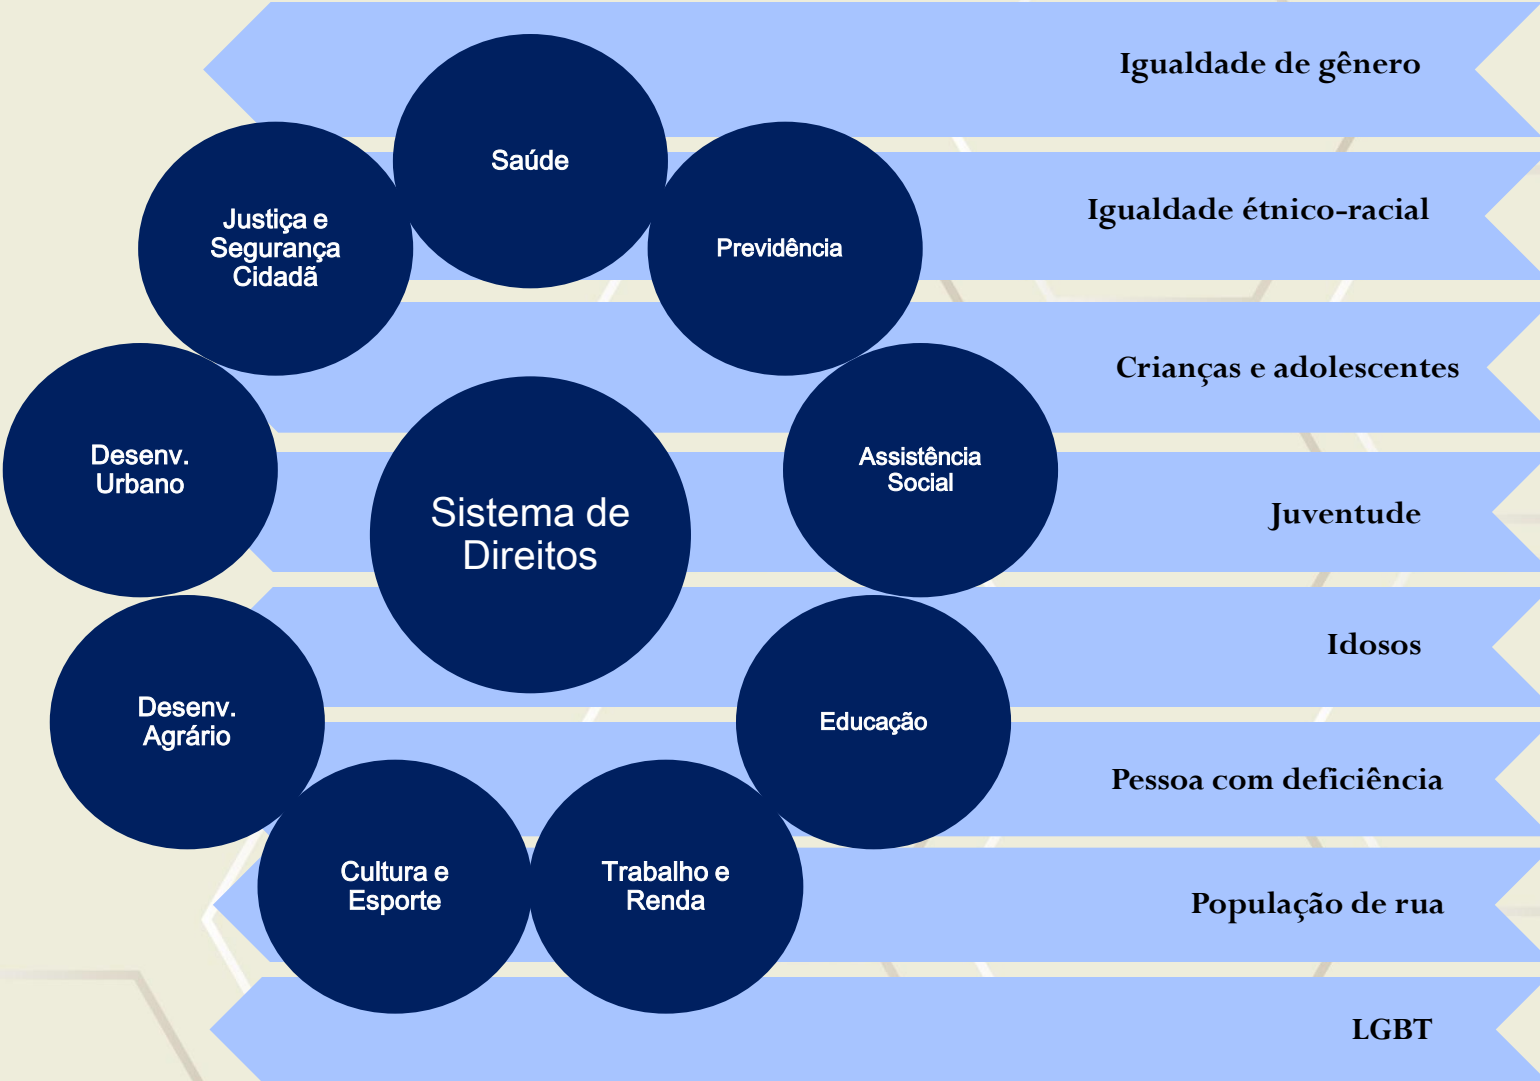 Igualdade de gênero
Saúde
Igualdade étnico-racial
Justiça e
Segurança
Cidadã
Previdência
Crianças e adolescentes
Desenv.
Urbano
Assistência
Social
Sistema de
Direitos
Juventude
Idosos
Desenv.
Agrário
Educação
Pessoa com deficiência
Cultura e
Esporte
Trabalho e
Renda
População de rua
LGBT